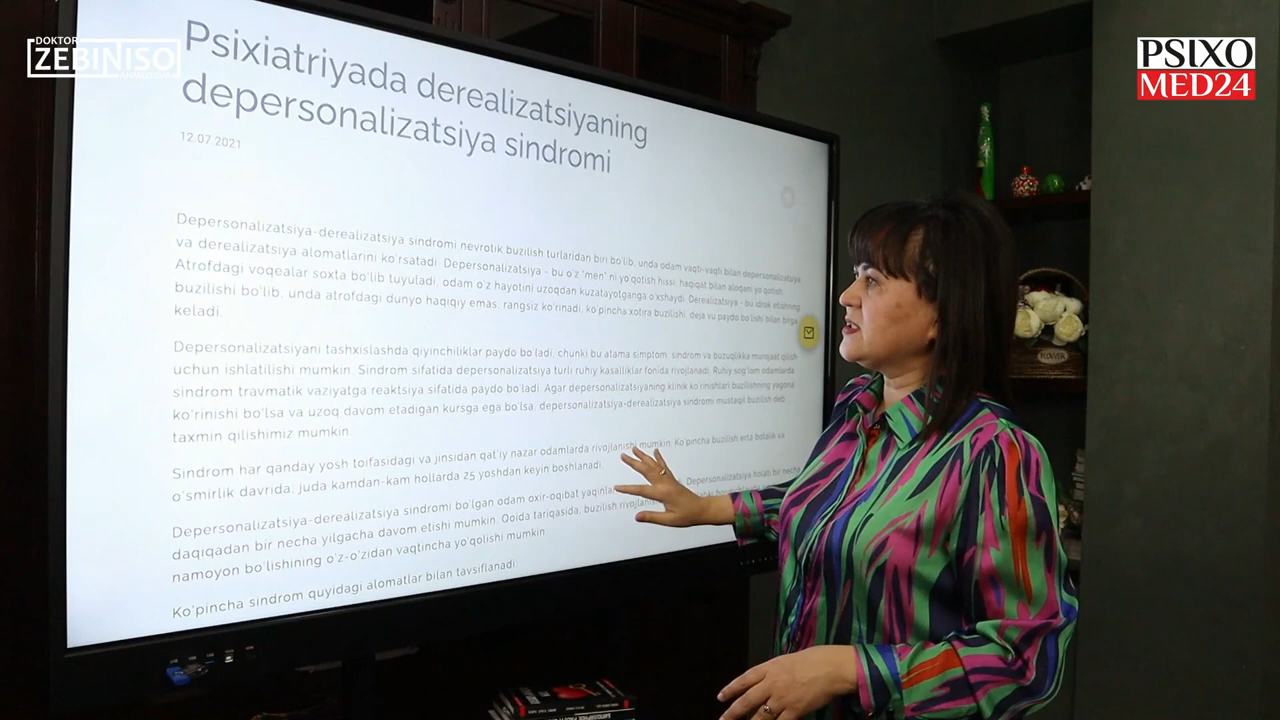 DOKTOR
ZEBINISO
PSIXO
MED24
Psixiatriyada derealizatsiyaning
depersonalizatsiya sindromi
12.07.2021
Depersonalizatsiya-derealizatsiya sindromi nevrotik buzilish turlaridan biri bo'lib, unda odam vaqti-vaqti bilan depersonalizatsiya
va derealizatsiya alomatlarini ko'rsatadi. Depersonalizatsiya - bu o'z "men" ni yo'qotish hissi, haqiqat bilan aloqani yo'qotish.
Atrofdagi voqealar soxta bo'lib tuyuladi, odam o'z hayotini uzoqdan kuzatayotganga o'xshaydi. Derealizatsiya - bu idrok etishning
buzilishi bo'lib, unda atrofdagi dunyo haqiqiy emas, rangsiz ko'rinadi, ko'pincha xotira buzilishi, deja vu paydo bo'lishi bilan birga
keladi.
Depersonalizatsiyani tashxislashda qiyinchiliklar paydo bo'ladi, chunki bu atama simptom, sindrom va buzuqlikka murojaat qilish
uchun ishlatilishi mumkin. Sindrom sifatida depersonalizatsiya turli ruhiy kasalliklar fonida rivojlanadi. Ruhiy sog'lom odamlarda
sindrom travmatik vaziyatga reaktsiya sifatida paydo bo'ladi. Agar depersonalizatsiyaning klinik ko'rinishlari buzilishning yagona
ko'rinishi bo'lsa va uzoq davom etadigan kursga ega bo'lsa, depersonalizatsiya-derealizatsiya sindromi mustaqil buzilish deb
taxmin qilishimiz mumkin.
Sindrom har qanday yosh toifasidagi va jinsidan qat'iy nazar odamlarda rivojlanishi mumkin. Ko'pincha buzilish erta bolalik va
o'smirlik davrida, juda kamdan-kam hollarda 25 yoshdan keyin boshlanadi.
Depersonalizatsiya-derealizatsiya sindromi bo'lgan odam oxir-oqibat Depersonalizatsiya holati bir necha
daqiqadan bir necha yilgacha davom etishi mumkin. Qoida tariqasida, buzilish
namoyon bo'lishining o'z-o'zidan vaqtincha yo'qolishi mumkin.
Ko'pincha sindrom quyidagi alomatlar bilan tavsiflanadi
FLOWER